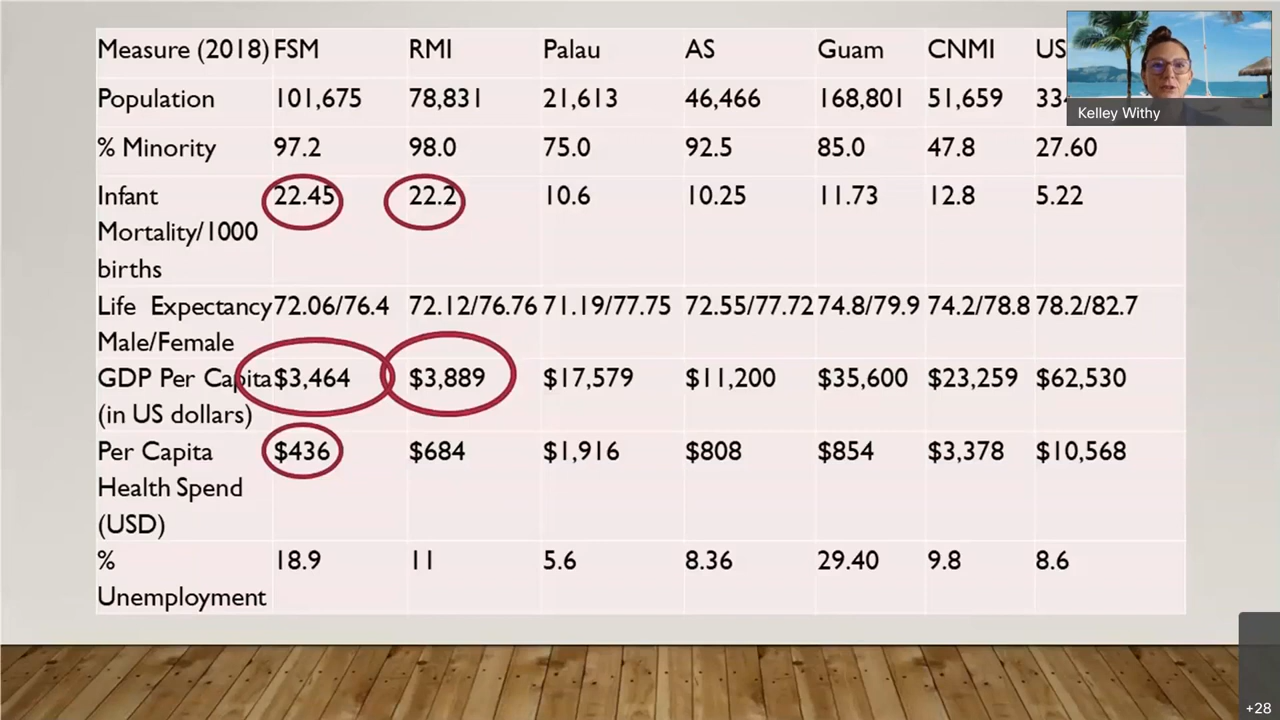 Measure (2018) FSM RMI Palau AS Guam CNMI US
Population 101,675 78,831 21,613 46,466 168,801 51,659
% Minority 97.2 98.0 75.0 92.5 85.0 47.8 27.60
Infant 22.45 22.2 10.6 10.25 11.73 12.8 5.22
Mortality/1000
births
Life Expectancy 72.06/76.4 72.12/76.76 71.19/77.75 72.55/77.72 74.8/79.9 74.2/78.8 78.2/82.7
Male/Female
GDP Per Capita $3,464 $3,889 $17,579 $11,200 $35,600 $23,259 $62,530
(in US dollars)
Per Capita $436 $684 $1,916 $808 $854 $3,378 $10,568
Health Spend
(USD)
% 18.9 11 5.6 8.36 29.40 9.8 8.6
Unemployment
Kelley Withy
+28